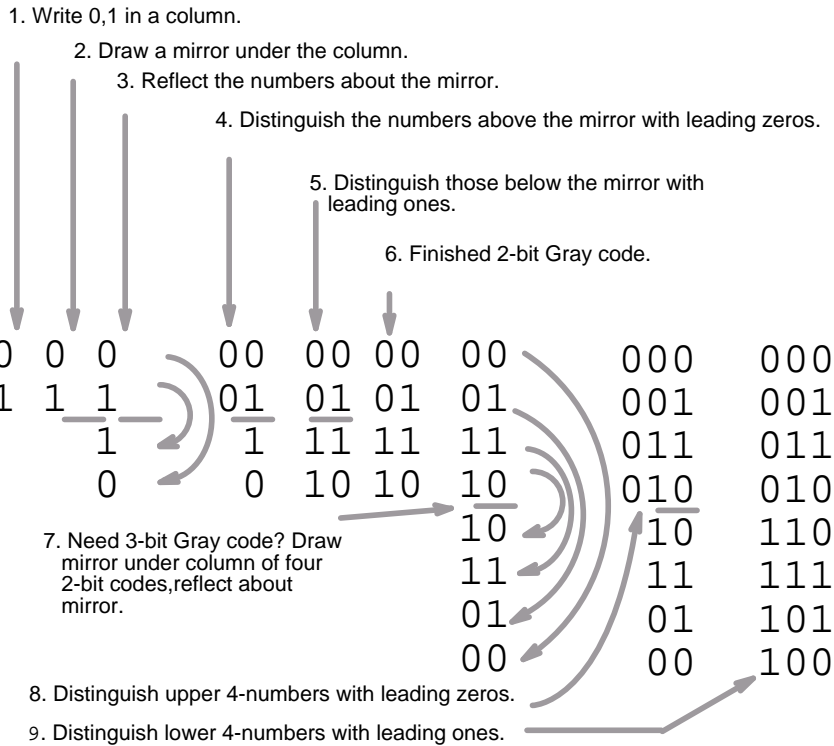 1. Write 0,1 in a column.
2. Draw a mirror under the column.
3. Reflect the numbers about the mirror.
4. Distinguish the numbers above the mirror with leading zeros.
5. Distinguish those below the mirror with
leading ones.
6. Finished 2-bit Gray code.
0 0 0 00 00 00 00 000 000
1 1 1 01 01 01 01 001 001
1 1 11 11 11 011 011
0 0 10 10 10 010 010
10 10 110
11 11 111
01 01 101
00 00 100
7. Need 3-bit Gray code? Draw
mirror under column of four
2-bit codes,reflect about
mirror.
8. Distinguish upper 4-numbers with leading zeros.
9. Distinguish lower 4-numbers with leading ones.